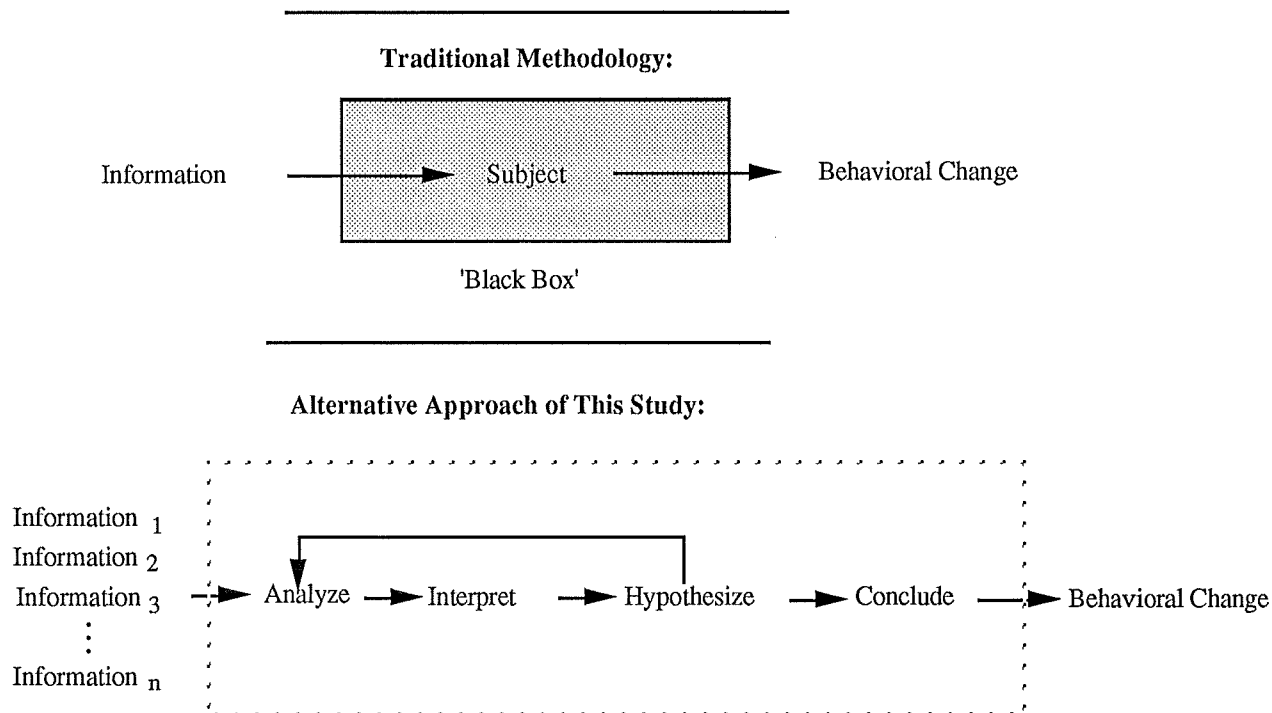 Traditional Methodology:
Information Subject Behavioral Change
'Black Box'
Alternative Approach of This Study:
Information 1
Information 2
Information 3 Analyze Interpret Hypothesize Conclude Behavioral Change
Information n